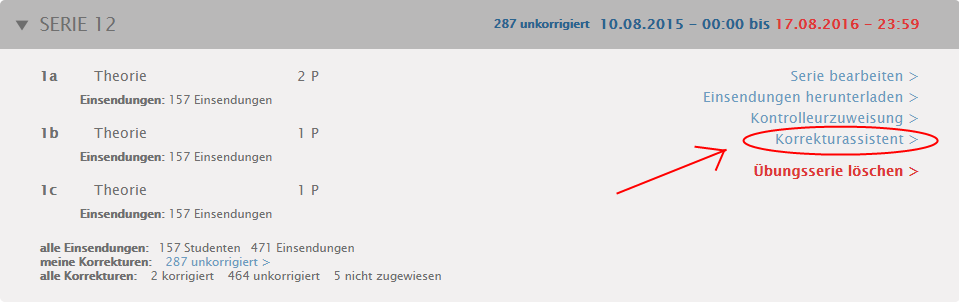 SERIE 12 287 unkorrigiert 10.08.2015 – 00:00 bis 17.08.2016 – 23:59
1a Theorie 2 P
Einsendungen: 157 Einsendungen
1b Theorie 1 P
Einsendungen: 157 Einsendungen
1c Theorie 1 P
Einsendungen: 157 Einsendungen
Serie bearbeiten >
Einsendungen herunterladen >
Kontrolleurzuweisung >
Korrekturassistent >
Übungsserie löschen >
alle Einsendungen: 157 Studenten 471 Einsendungen
meine Korrekturen: 287 unkorrigiert >
alle Korrekturen: 2 korrigiert 464 unkorrigiert 5 nicht zugewiesen